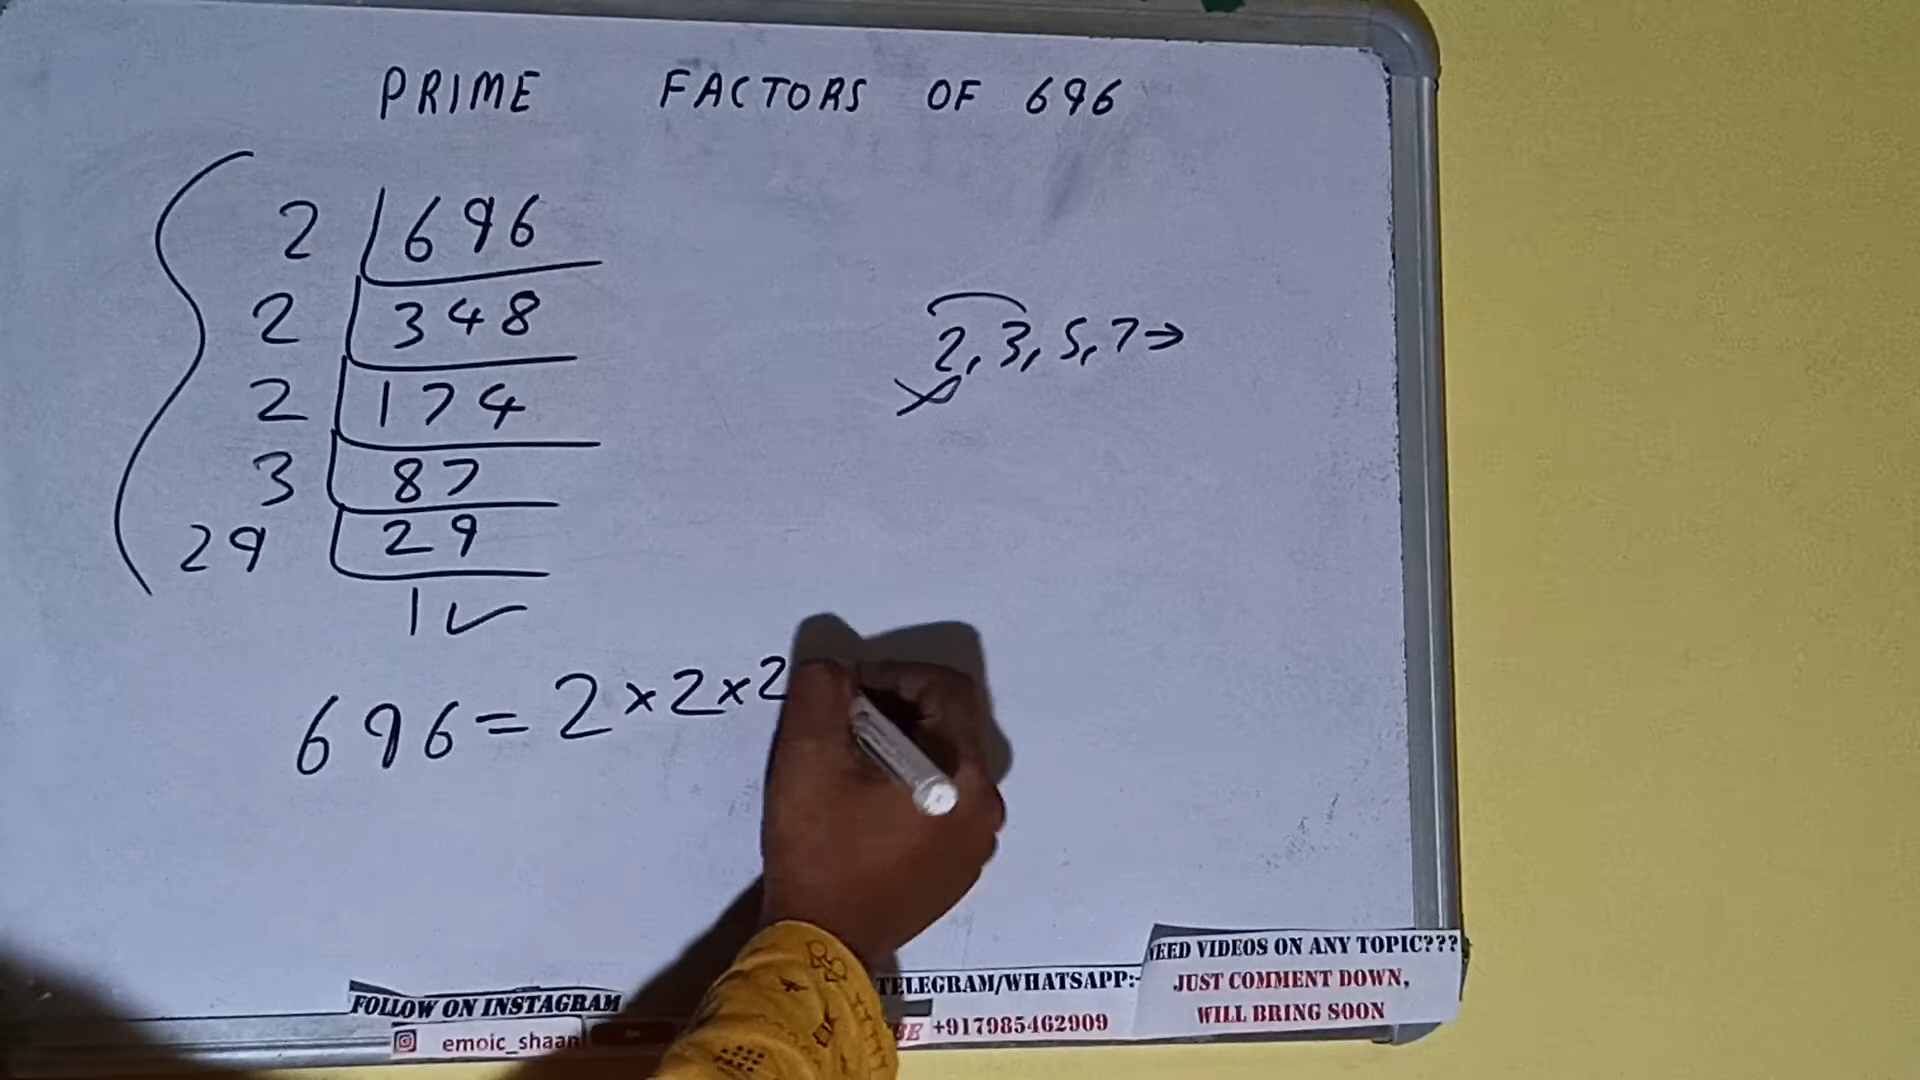 PRIME FACTORS OF 696
2 696
2 348
2 174
3 87
29 29
1 ✓
2, 3, 5, 7 →
696 = 2 × 2 × 2
FOLLOW ON INSTAGRAM
emoic_shaan
TELEGRAM/WHATSAPP:-
+917985462909
NEED VIDEOS ON ANY TOPIC???
JUST COMMENT DOWN,
WILL BRING SOON